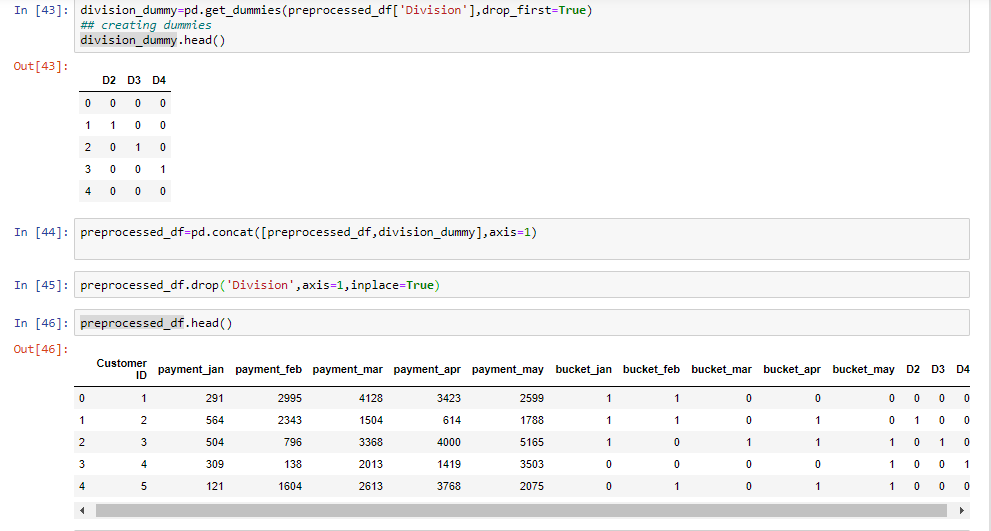 In [43]: division_dummy=pd.get_dummies(preprocessed_df['Division'],drop_first=True)
## creating dummies
division_dummy.head()
Out[43]:
D2 D3 D4
0 0 0 0
1 1 0 0
2 0 1 0
3 0 0 1
4 0 0 0
In [44]: preprocessed_df=pd.concat([preprocessed_df,division_dummy],axis=1)
In [45]: preprocessed_df.drop('Division',axis=1,inplace=True)
In [46]: preprocessed_df.head()
Out[46]:
Customer ID payment_jan payment_feb payment_mar payment_apr payment_may bucket_jan bucket_feb bucket_mar bucket_apr bucket_may D2 D3 D4
0 1 291 2995 4128 3423 2599 1 1 0 0 0 0 0 0
1 2 564 2343 1504 614 1788 1 1 0 1 0 1 0 0
2 3 504 796 3368 4000 5165 1 0 1 1 1 0 1 0
3 4 309 138 2013 1419 3503 0 0 0 0 1 0 0 1
4 5 121 1604 2613 3768 2075 0 1 0 1 1 0 0 0